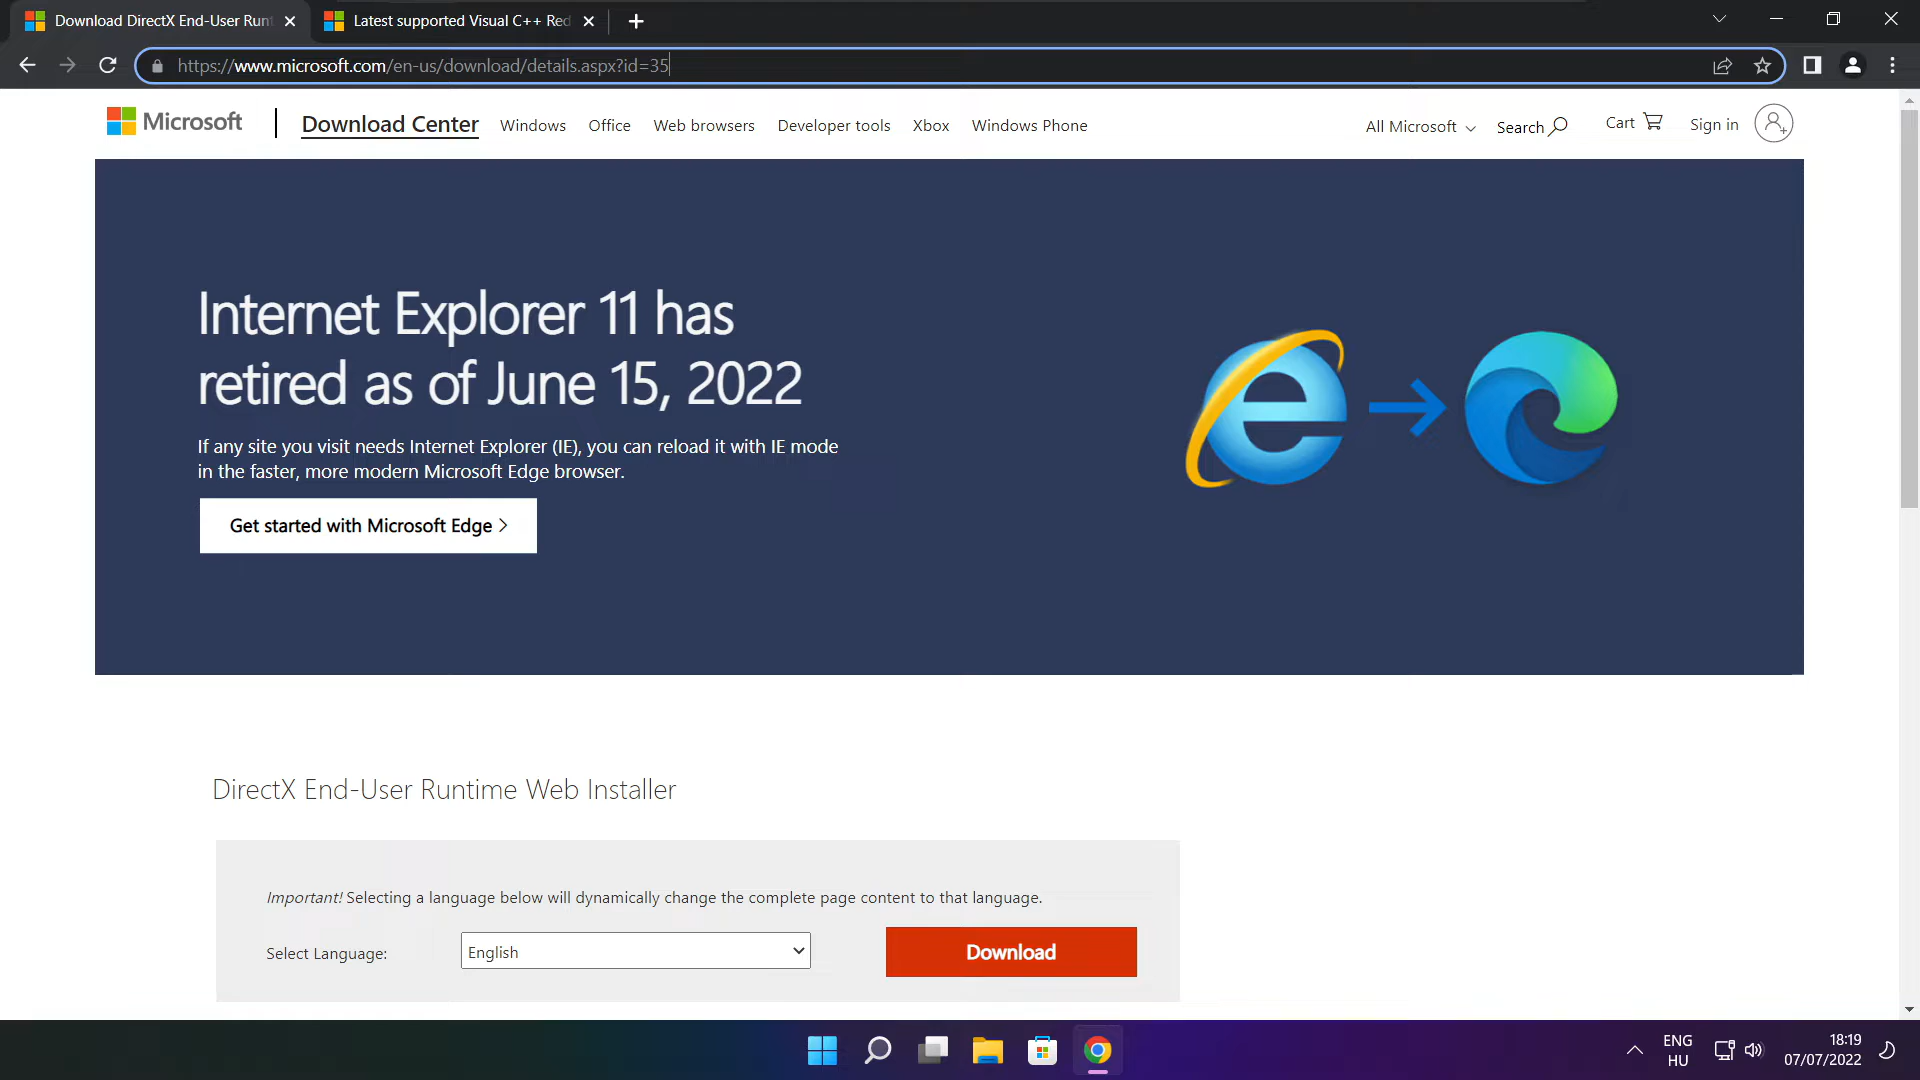 Download DirectX End-User Runt
Latest supported Visual C++ Red
https://www.microsoft.com/en-us/download/details.aspx?id=35
Microsoft
Download Center
Windows
Office
Web browsers
Developer tools
Xbox
Windows Phone
All Microsoft
Search
Cart
Sign in
Internet Explorer 11 has
retired as of June 15, 2022
If any site you visit needs Internet Explorer (IE), you can reload it with IE mode
in the faster, more modern Microsoft Edge browser.
Get started with Microsoft Edge >
DirectX End-User Runtime Web Installer
Important! Selecting a language below will dynamically change the complete page content to that language.
Select Language:
English
Download
ENG
HU
18:19
07/07/2022